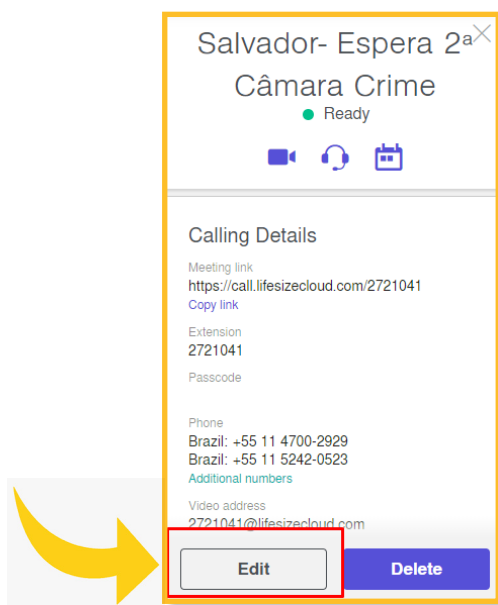 Salvador- Espera 2ª
Câmara Crime
Ready
Calling Details
Meeting link
https://call.lifesizecloud.com/2721041
Copy link
Extension
2721041
Passcode
Phone
Brazil: +55 11 4700-2929
Brazil: +55 11 5242-0523
Additional numbers
Video address
2721041@lifesizecloud.com
Edit
Delete